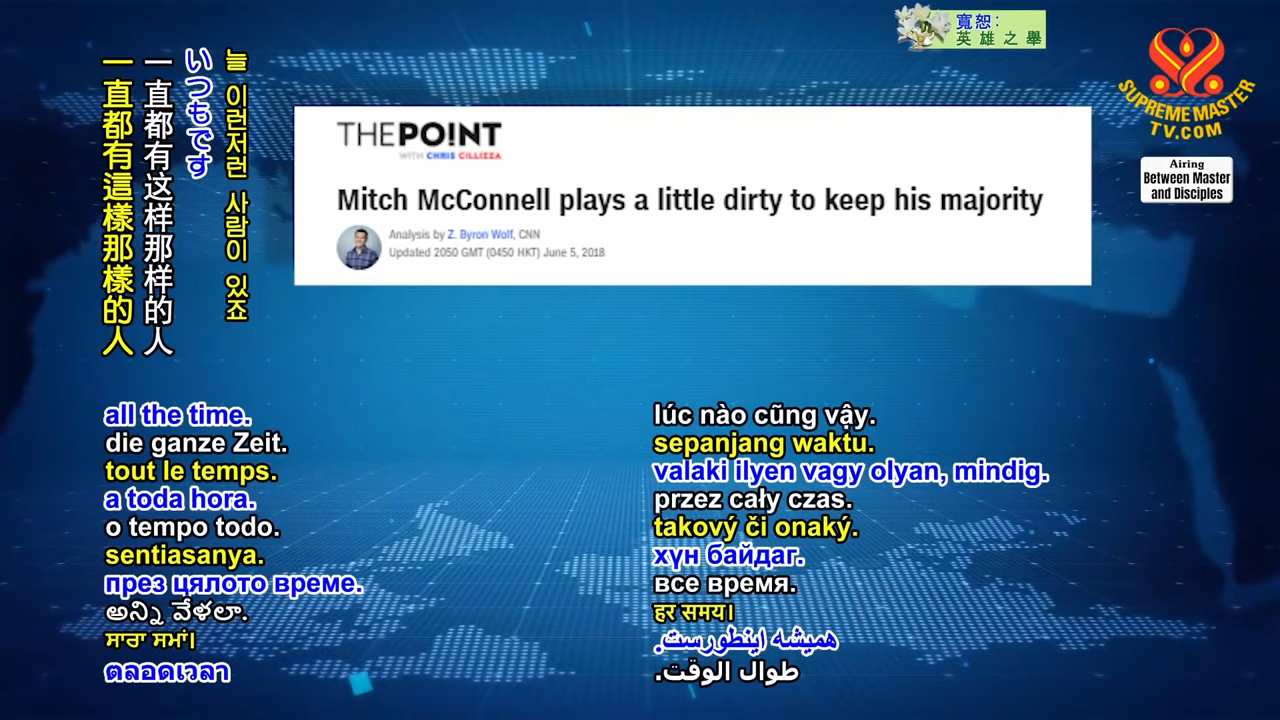 寬恕:
英雄之舉
SUPREME MASTER
TV.COM
Airing
Between Master
and Disciples
THE PO!NT
WITH CHRIS CILLIZZA
Mitch McConnell plays a little dirty to keep his majority
Analysis by Z. Byron Wolf, CNN
Updated 2050 GMT (0450 HKT) June 5, 2018
늘 이런저런 사람이 있죠
いつもです
一直都有这样那样的人
一直都有這樣那樣的人
all the time.
die ganze Zeit.
tout le temps.
a toda hora.
o tempo todo.
sentiasanya.
през цялото време.
అన్ని వేళలా.
ਸਾਰਾ ਸਮਾਂ।
ตลอดเวลา
lúc nào cũng vậy.
sepanjang waktu.
valaki ilyen vagy olyan, mindig.
przez cały czas.
takový či onaký.
хүн байдаг.
все время.
हर समय।
همیشه اینطورست.
طوال الوقت.